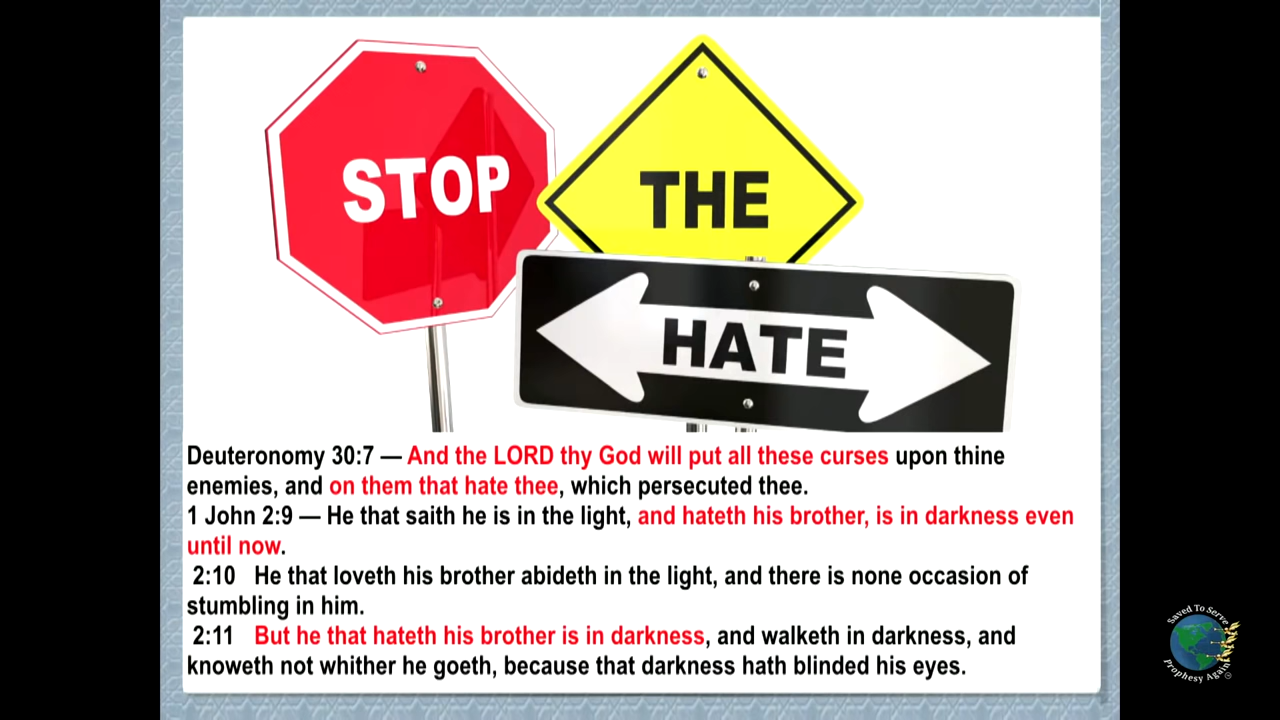 STOP
THE
HATE
Deuteronomy 30:7 — And the LORD thy God will put all these curses upon thine
enemies, and on them that hate thee, which persecuted thee.
1 John 2:9 — He that saith he is in the light, and hateth his brother, is in darkness even
until now.
2:10 He that loveth his brother abideth in the light, and there is none occasion of
stumbling in him.
2:11 But he that hateth his brother is in darkness, and walketh in darkness, and
knoweth not whither he goeth, because that darkness hath blinded his eyes.
Saved To Serve
Prophesy Again